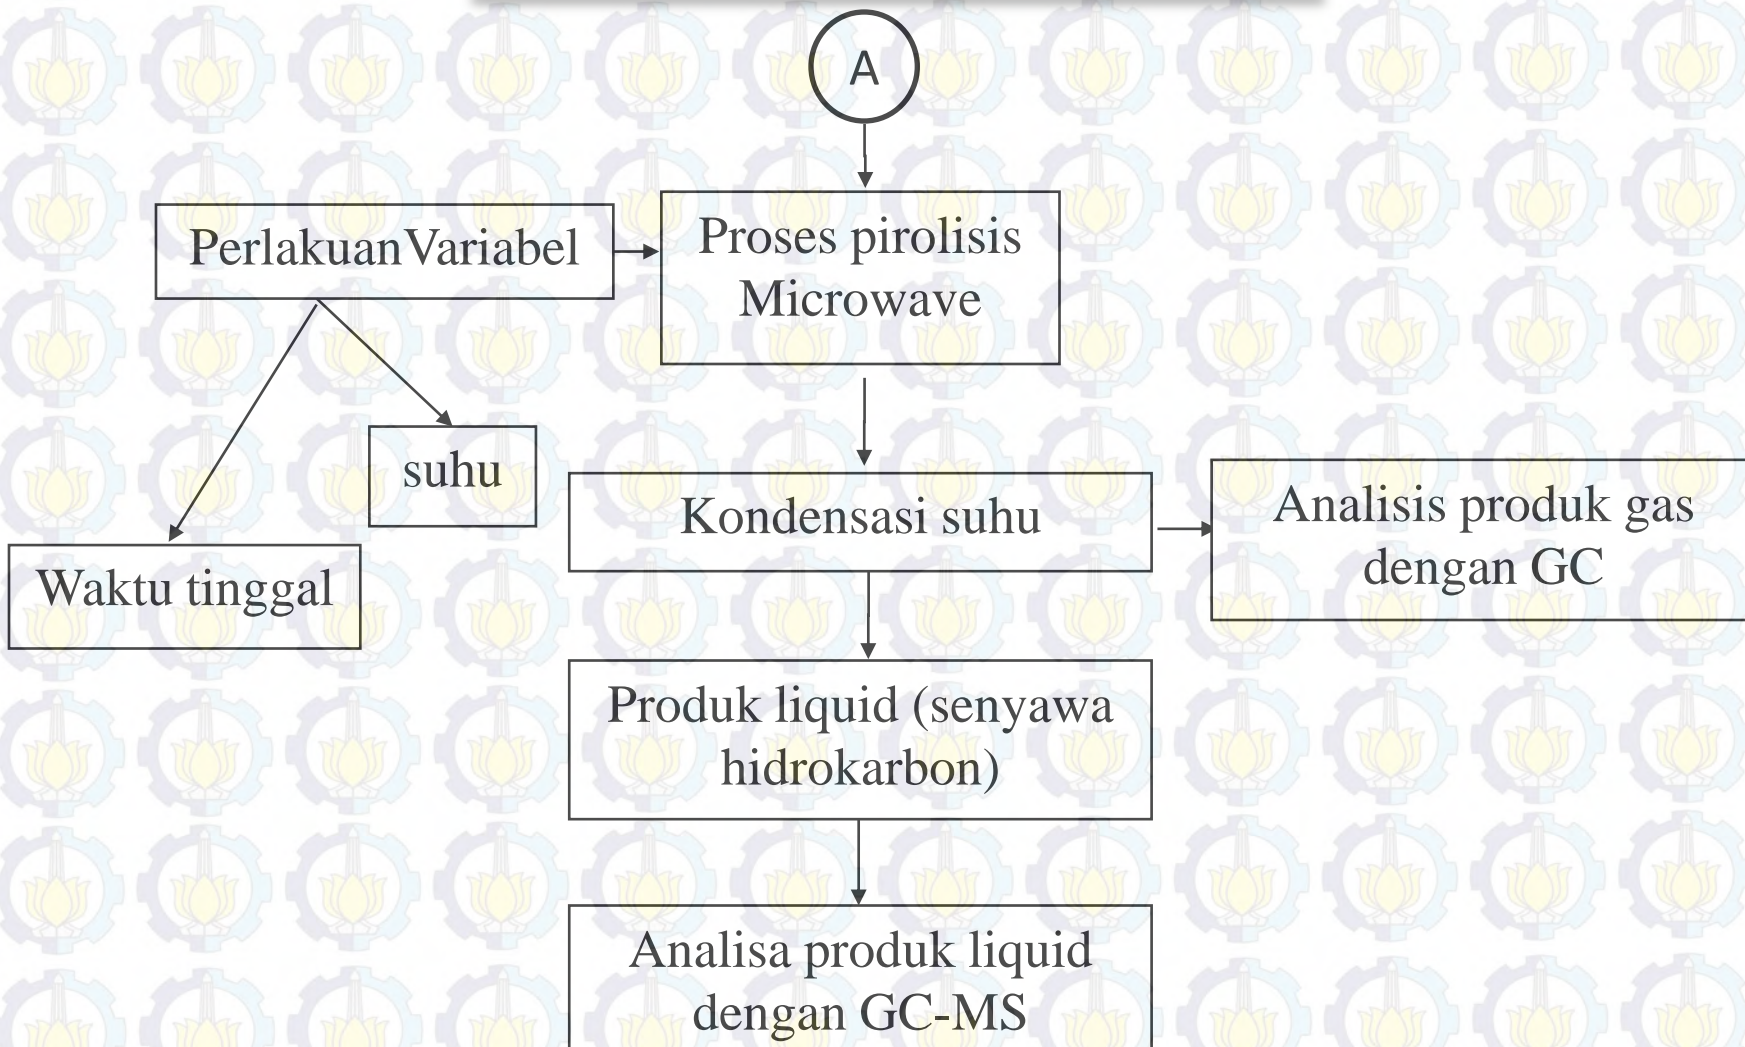 A
Perlakuan Variabel
Proses pirolisis
Microwave
suhu
Waktu tinggal
Kondensasi suhu
Analisis produk gas
dengan GC
Produk liquid (senyawa
hidrokarbon)
Analisa produk liquid
dengan GC-MS